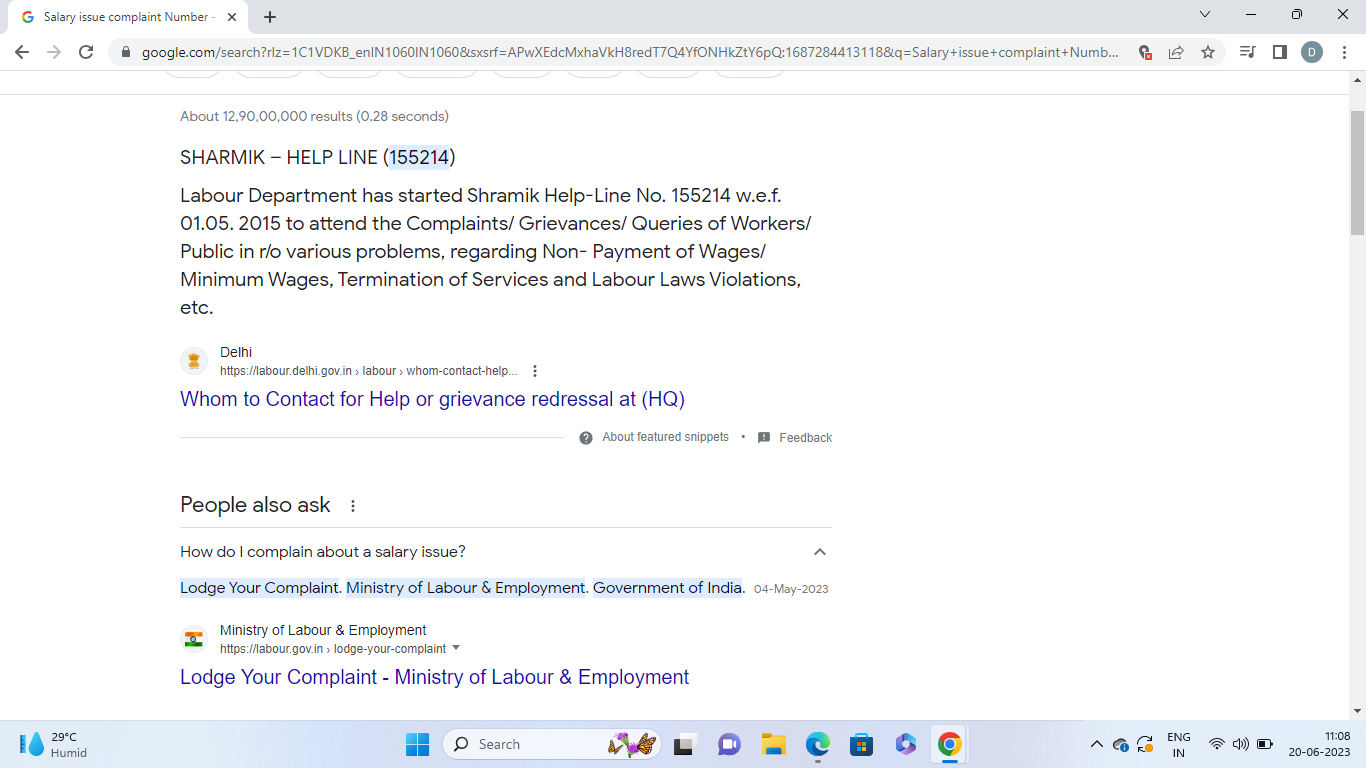 Salary issue complaint Number -
google.com/search?rlz=1C1VDKB_enIN1060IN1060&sxsrf=APwXEdcMxhaVkH8redT7Q4YfONHkZtY6pQ:1687284413118&q=Salary+issue+complaint+Numb...
D
About 12,90,00,000 results (0.28 seconds)
SHARMIK – HELP LINE (155214)
Labour Department has started Shramik Help-Line No. 155214 w.e.f.
01.05. 2015 to attend the Complaints/ Grievances/ Queries of Workers/
Public in r/o various problems, regarding Non- Payment of Wages/
Minimum Wages, Termination of Services and Labour Laws Violations,
etc.
Delhi
https://labour.delhi.gov.in › labour › whom-contact-help...
Whom to Contact for Help or grievance redressal at (HQ)
About featured snippets • Feedback
People also ask
How do I complain about a salary issue?
Lodge Your Complaint. Ministry of Labour & Employment. Government of India. 04-May-2023
Ministry of Labour & Employment
https://labour.gov.in › lodge-your-complaint
Lodge Your Complaint - Ministry of Labour & Employment
29°C
Humid
Search
ENG
IN
11:08
20-06-2023